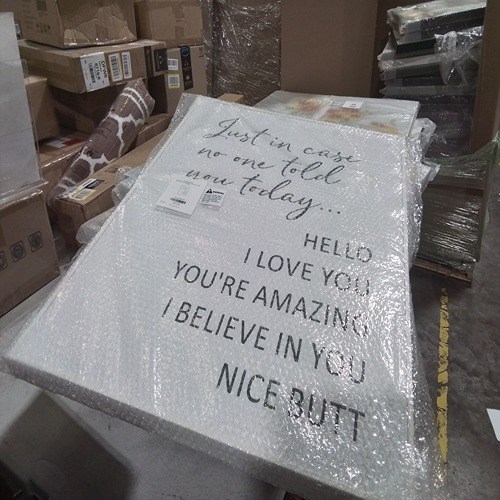 Just in case
no one told
you today...
HELLO
I LOVE YOU
YOU'RE AMAZING
I BELIEVE IN YOU
NICE BUTT